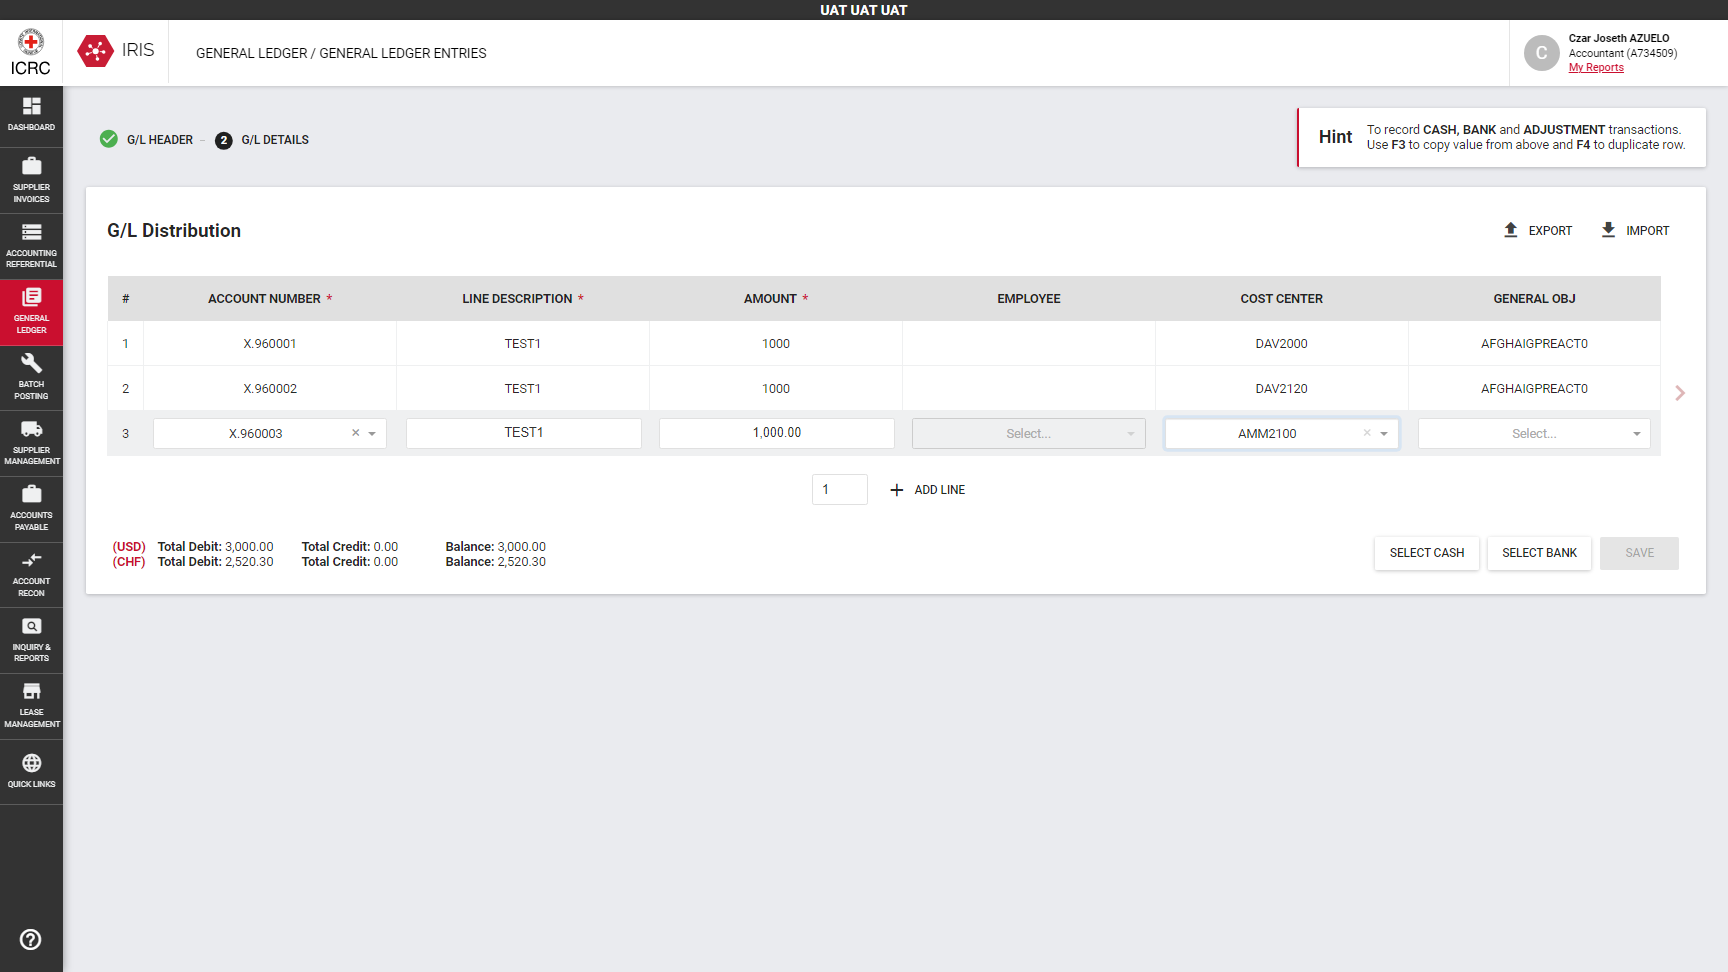 UAT UAT UAT
ICRC
IRIS
GENERAL LEDGER / GENERAL LEDGER ENTRIES
C
Czar Joseth AZUELO
Accountant (A734509)
My Reports
DASHBOARD
SUPPLIER
INVOICES
ACCOUNTING
REFERENTIAL
GENERAL
LEDGER
BATCH
POSTING
SUPPLIER
MANAGEMENT
ACCOUNTS
PAYABLE
ACCOUNT
RECON
INQUIRY &
REPORTS
LEASE
MANAGEMENT
QUICK LINKS
G/L HEADER – 2 G/L DETAILS
Hint
To record CASH, BANK and ADJUSTMENT transactions.
Use F3 to copy value from above and F4 to duplicate row.
G/L Distribution
EXPORT IMPORT
# ACCOUNT NUMBER * LINE DESCRIPTION * AMOUNT * EMPLOYEE COST CENTER GENERAL OBJ
1 X.960001 TEST1 1000 DAV2000 AFGHAIGPREACT0
2 X.960002 TEST1 1000 DAV2120 AFGHAIGPREACT0
3 X.960003 × TEST1 1,000.00 Select... AMM2100 × Select...
1 + ADD LINE
(USD) Total Debit: 3,000.00 Total Credit: 0.00 Balance: 3,000.00
(CHF) Total Debit: 2,520.30 Total Credit: 0.00 Balance: 2,520.30
SELECT CASH SELECT BANK SAVE